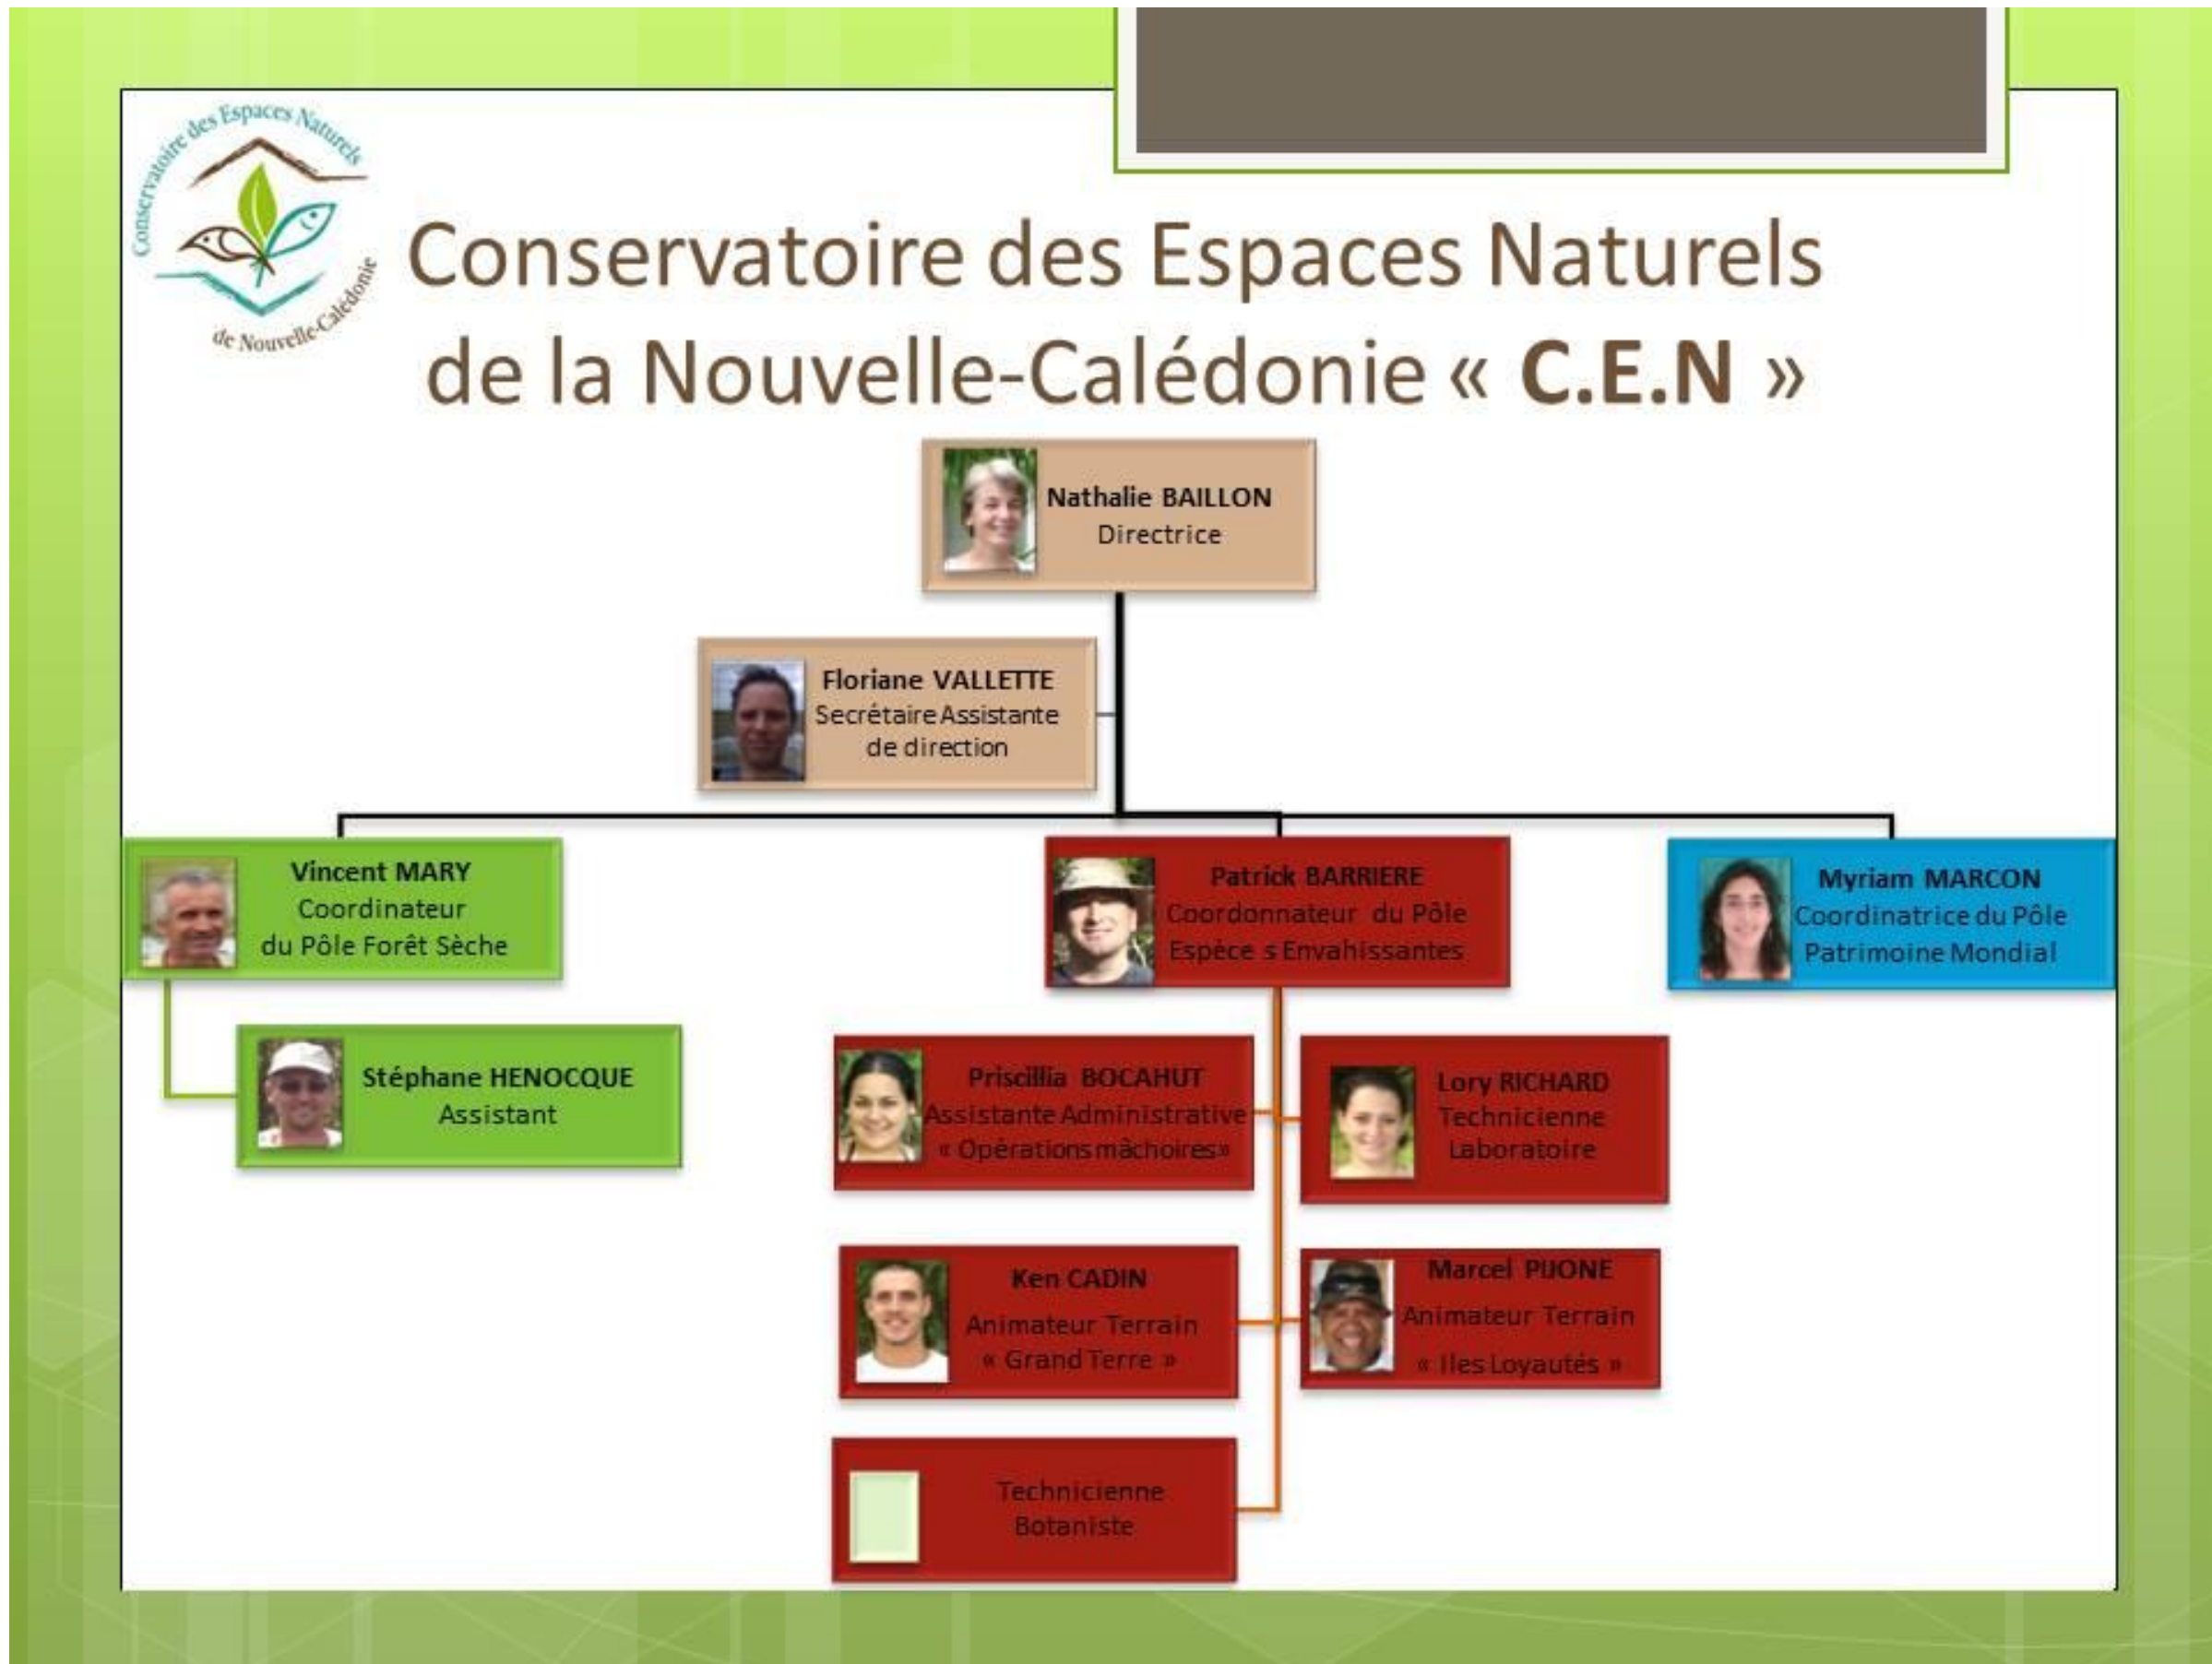 Conservatoire des Espaces Naturels
de Nouvelle-Calédonie
Conservatoire des Espaces Naturels
de la Nouvelle-Calédonie « C.E.N »
Nathalie BAILLON
Directrice
Floriane VALLETTE
Secrétaire Assistante
de direction
Vincent MARY
Coordinateur
du Pôle Forêt Sèche
Patrick BARRIERE
Coordonnateur du Pôle
Espèce s Envahissantes
Myriam MARCON
Coordinatrice du Pôle
Patrimoine Mondial
Stéphane HENOCQUE
Assistant
Priscillia BOCAHUT
Assistante Administrative
« Opérations mâchoires»
Lory RICHARD
Technicienne
Laboratoire
Ken CADIN
Animateur Terrain
« Grand Terre »
Marcel PIJONE
Animateur Terrain
« Iles Loyautés »
Technicienne
Botaniste